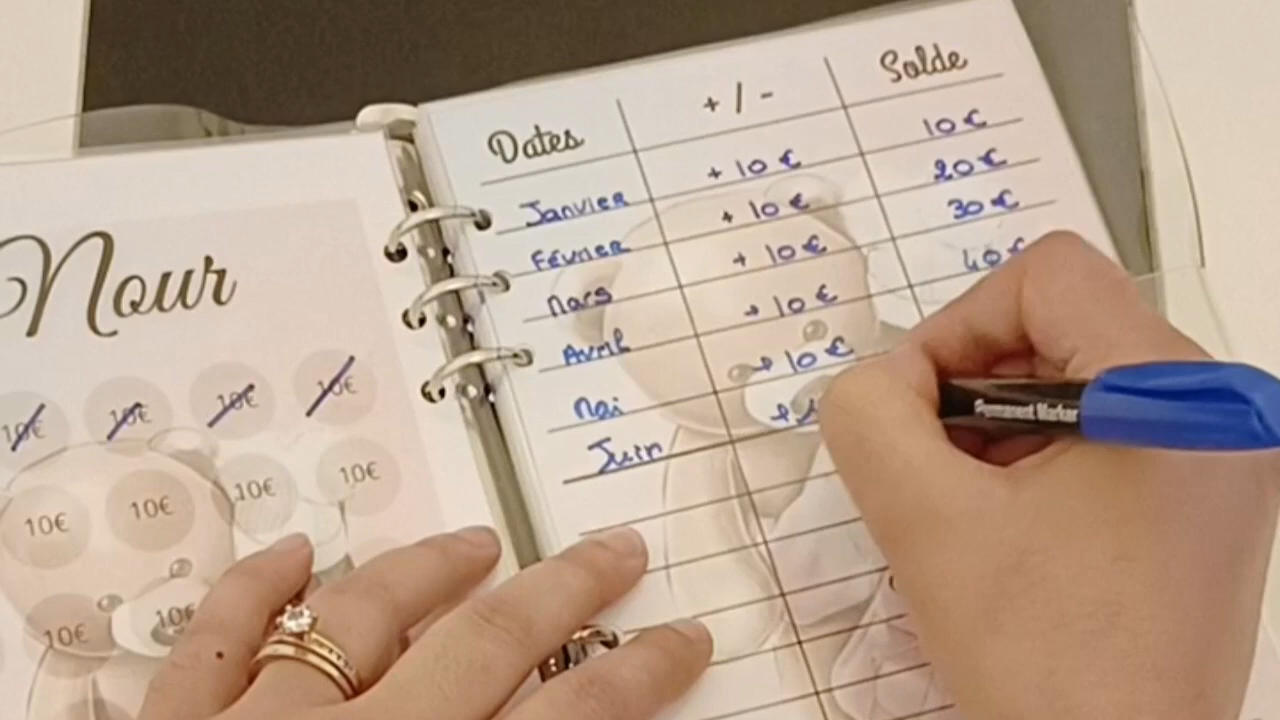 Nour
10€ 10€ 10€ 10€
10€ 10€ 10€ 10€
10€ 10€
Dates + / - Solde
Janvier + 10 € 10 €
Février + 10 € 20 €
Mars + 10 € 30 €
Avril + 10 € 40 €
Mai + 10 €
Juin
Permanent Marker